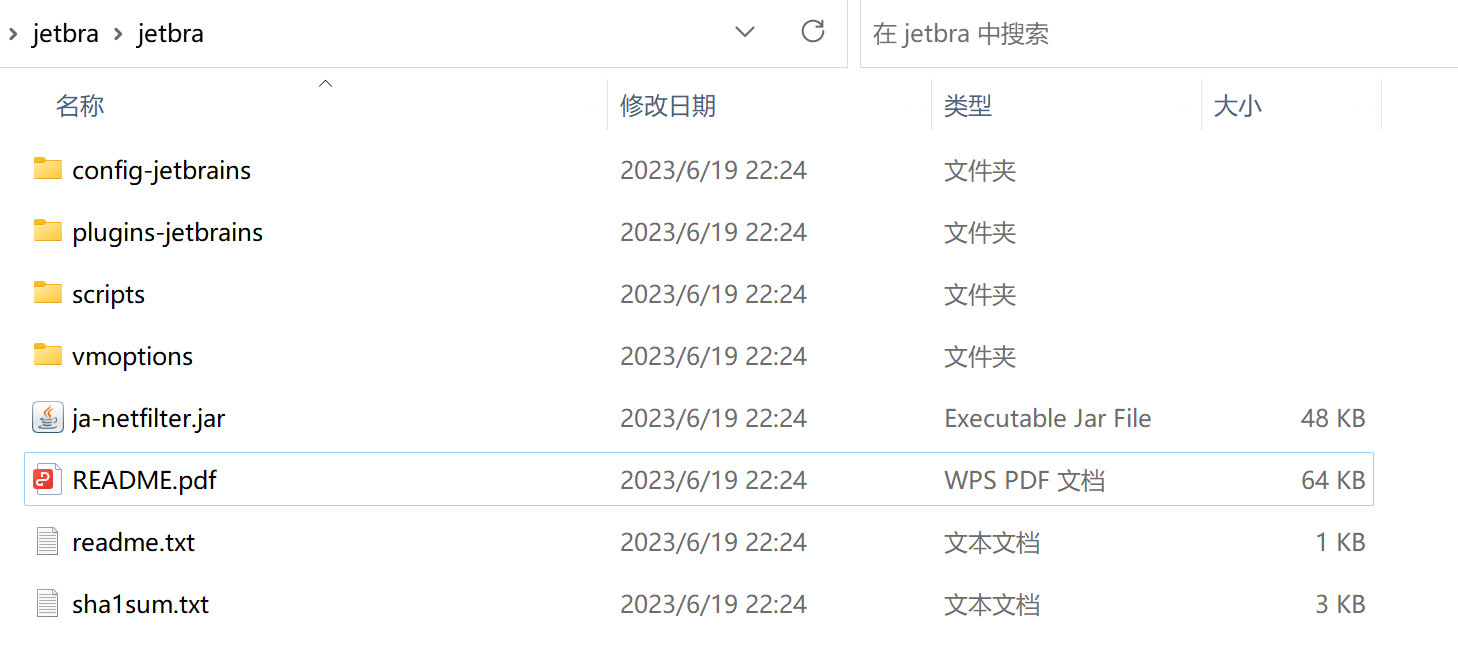 jetbra > jetbra
在 jetbra 中搜索
名称 修改日期 类型 大小
config-jetbrains 2023/6/19 22:24 文件夹
plugins-jetbrains 2023/6/19 22:24 文件夹
scripts 2023/6/19 22:24 文件夹
vmoptions 2023/6/19 22:24 文件夹
ja-netfilter.jar 2023/6/19 22:24 Executable Jar File 48 KB
README.pdf 2023/6/19 22:24 WPS PDF 文档 64 KB
readme.txt 2023/6/19 22:24 文本文档 1 KB
sha1sum.txt 2023/6/19 22:24 文本文档 3 KB